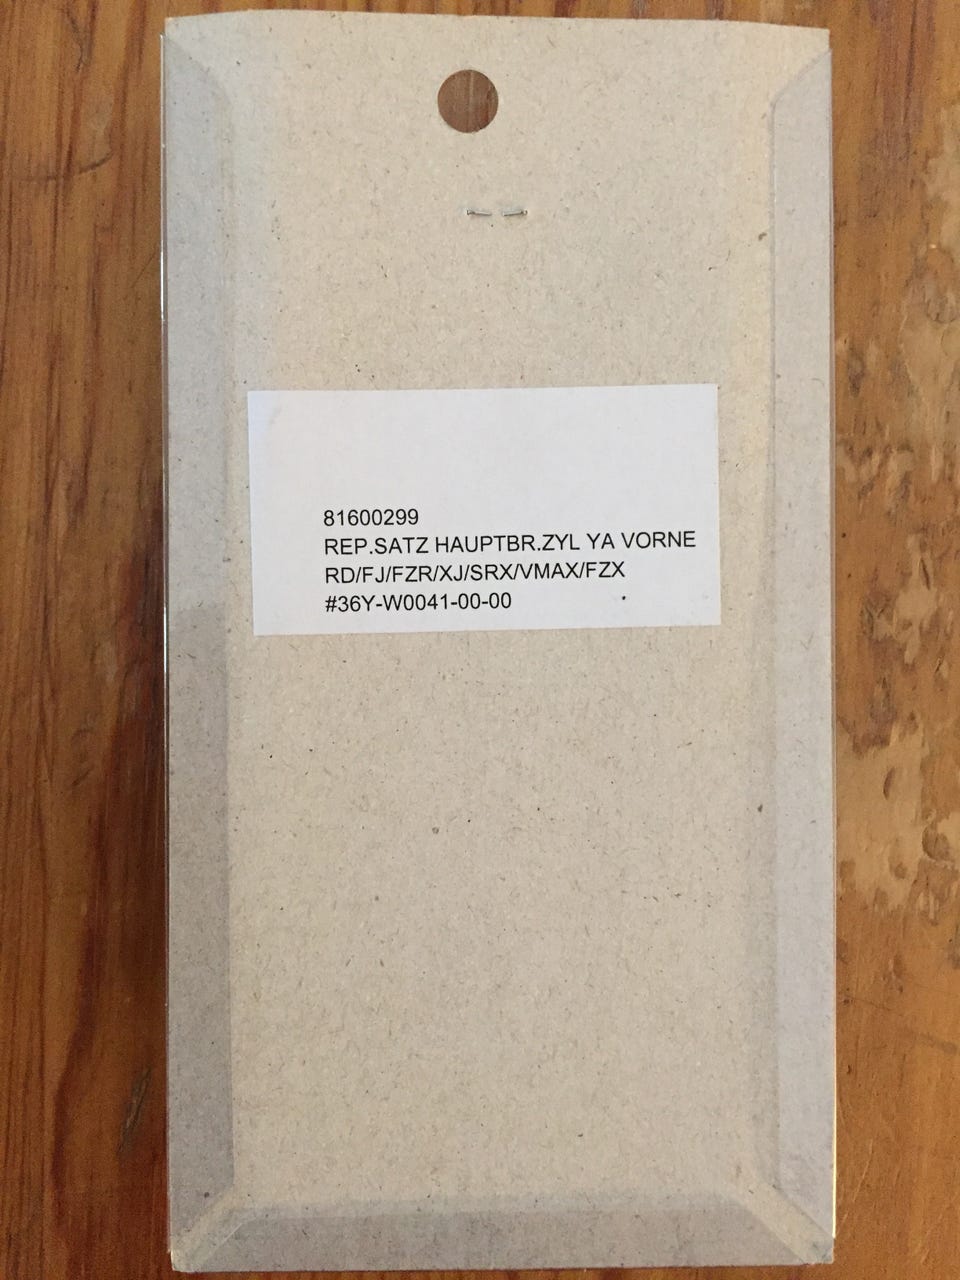 81600299
REP.SATZ HAUPTBR.ZYL YA VORNE
RD/FJ/FZR/XJ/SRX/VMAX/FZX
#36Y-W0041-00-00